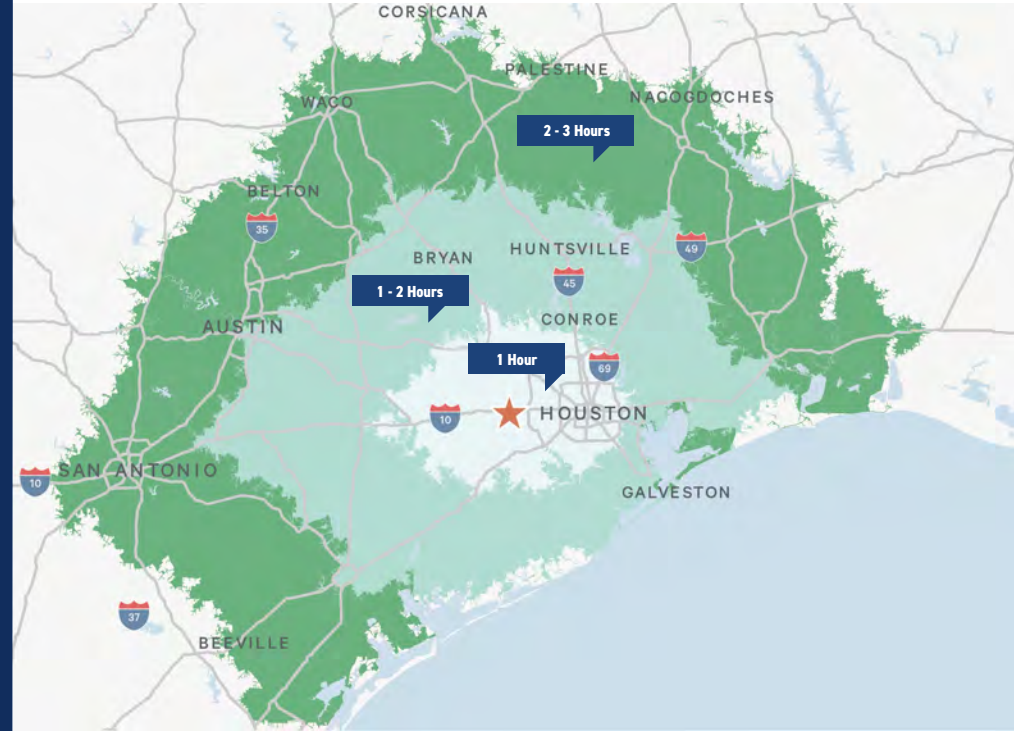 CORSICANA
PALESTINE
WACO
NACOGDOCHES
2 - 3 Hours
BELTON
35
BRYAN
HUNTSVILLE
49
45
1 - 2 Hours
AUSTIN
CONROE
1 Hour
69
10
HOUSTON
SAN ANTONIO
10
GALVESTON
37
BEEVILLE